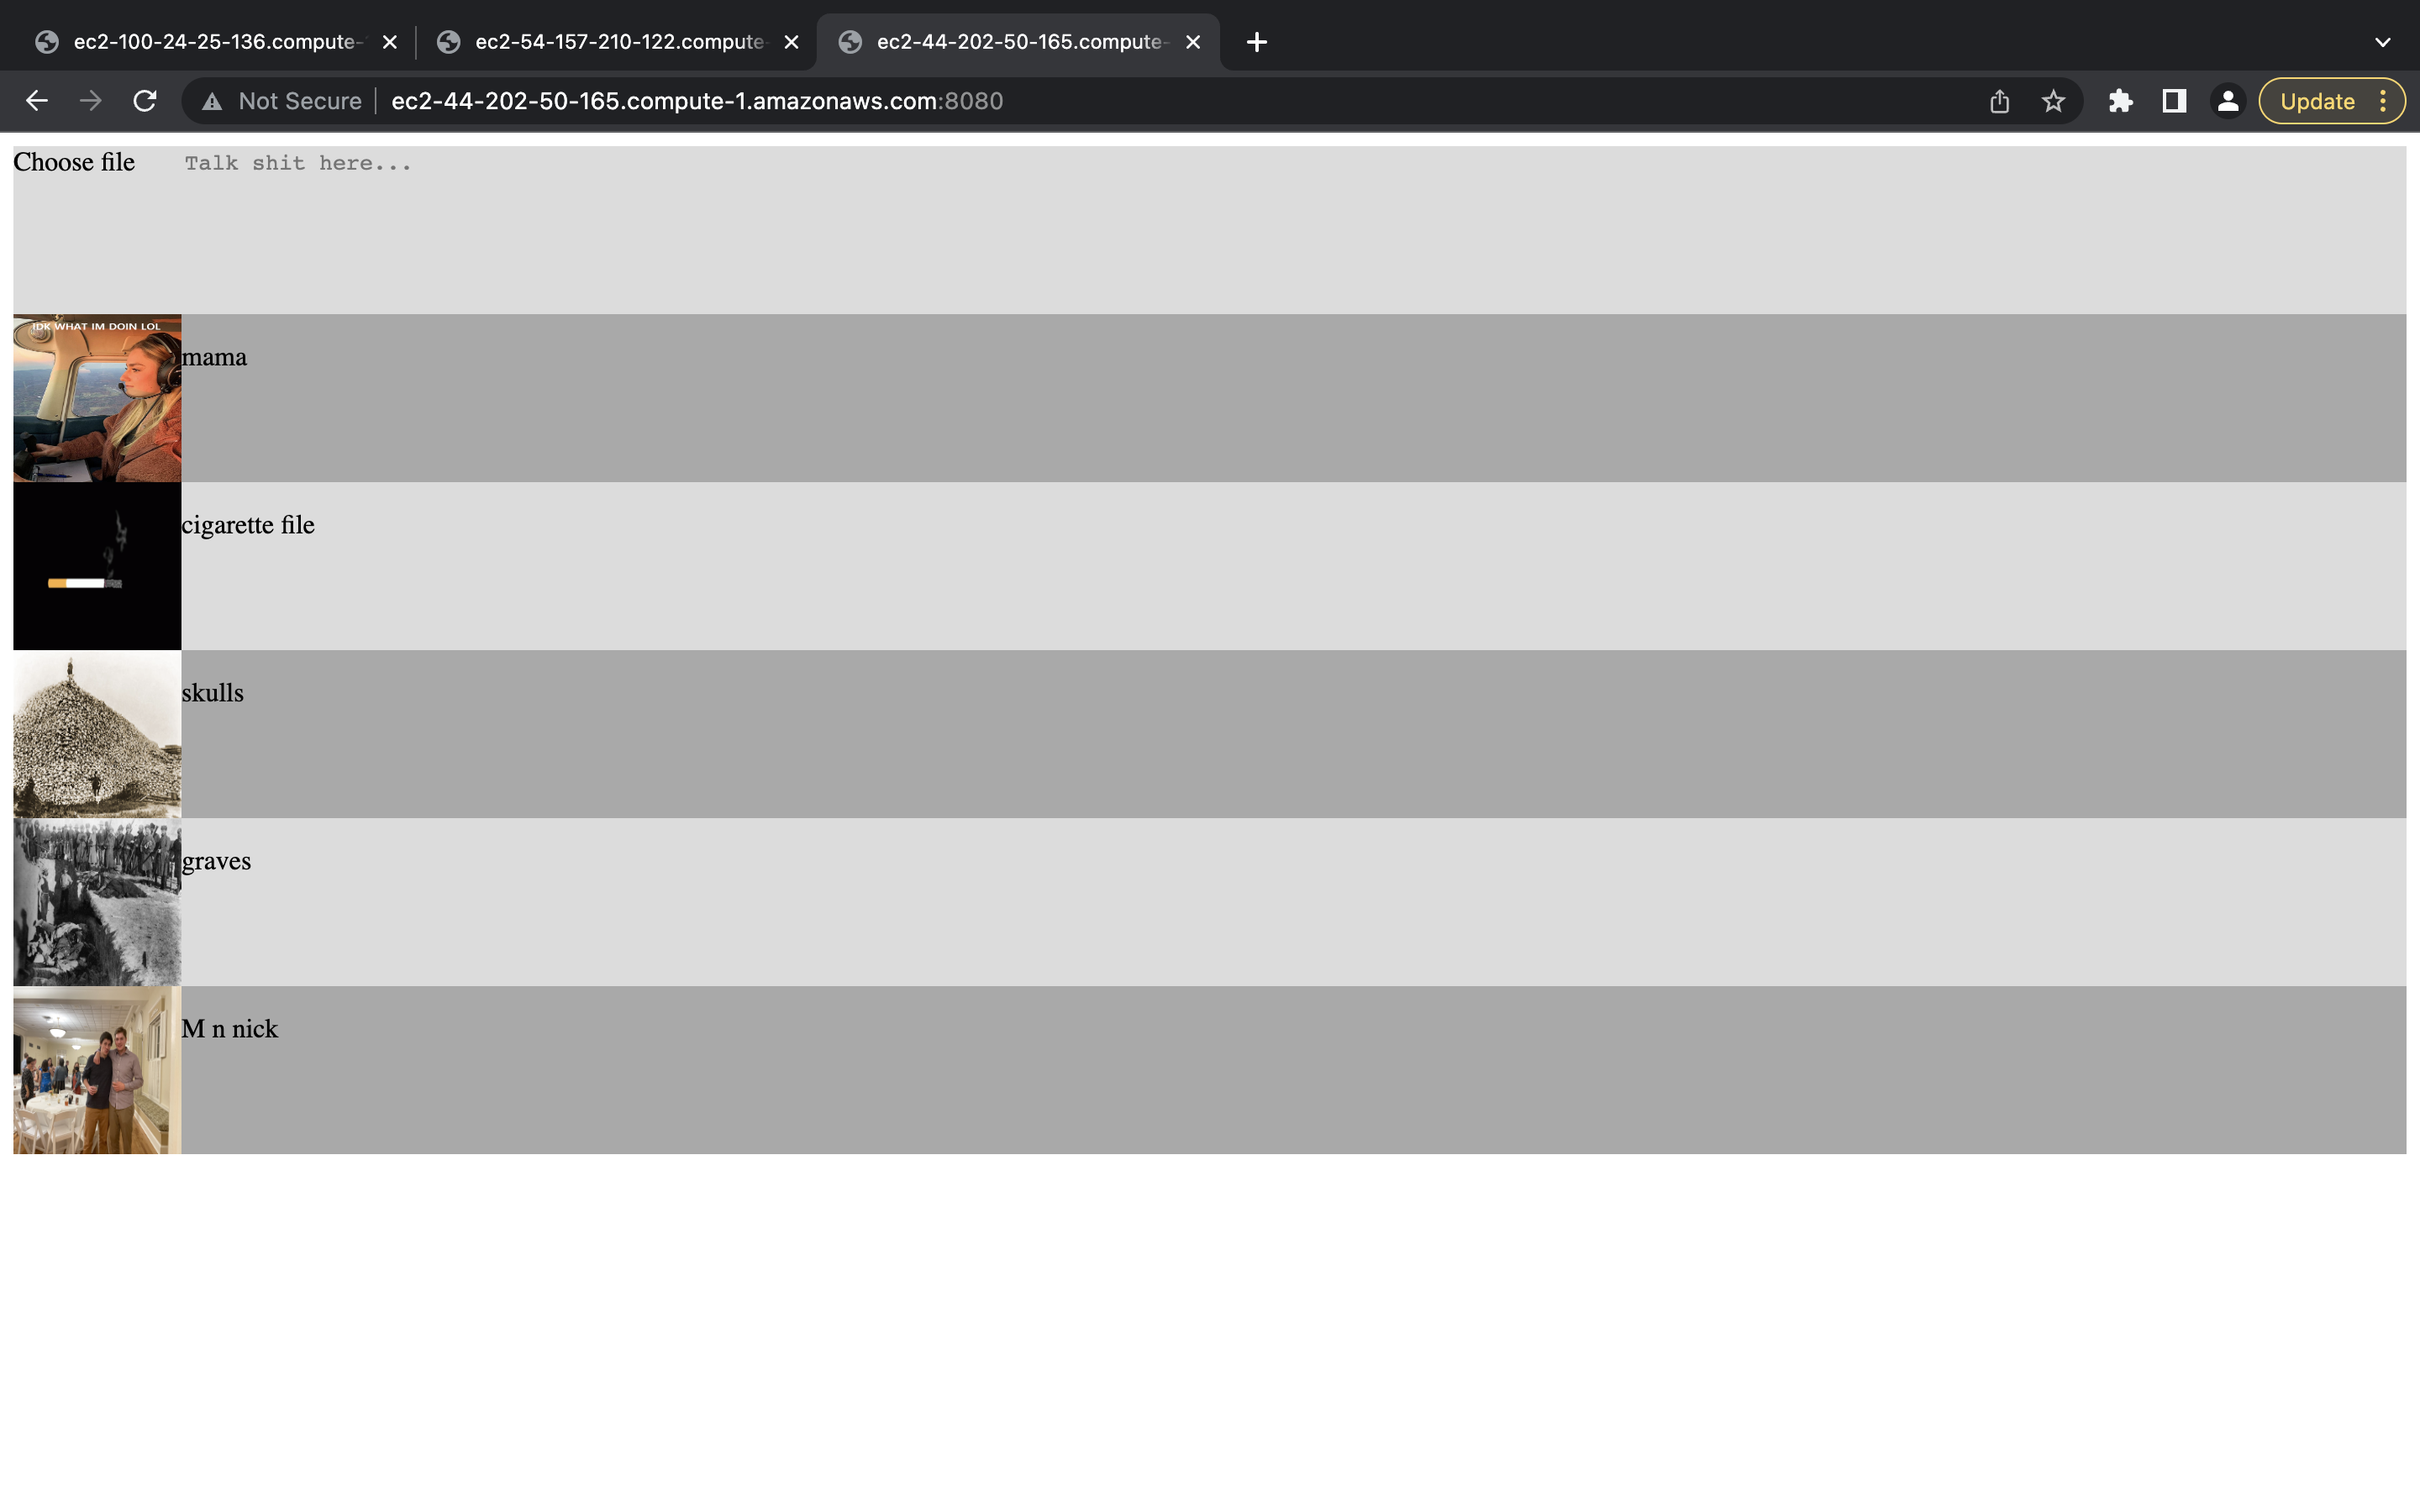 ec2-100-24-25-136.compute-
ec2-54-157-210-122.compute-
ec2-44-202-50-165.compute-
Not Secure
ec2-44-202-50-165.compute-1.amazonaws.com:8080
Update
Choose file
Talk shit here...
IDK WHAT IM DOIN LOL
mama
cigarette file
skulls
graves
M n nick